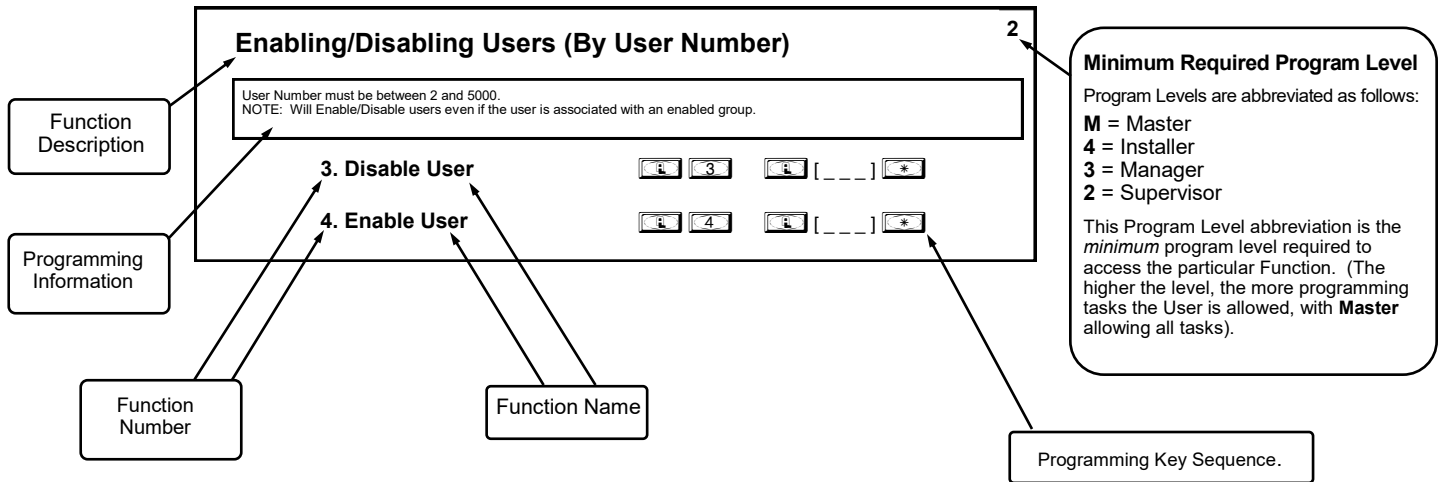 Enabling/Disabling Users (By User Number)
2
User Number must be between 2 and 5000.
NOTE: Will Enable/Disable users even if the user is associated with an enabled group.
3. Disable User
3
[ _ _ _ ]
*
4. Enable User
4
[ _ _ _ ]
*
Function
Description
Programming
Information
Function
Number
Function Name
Programming Key Sequence.
Minimum Required Program Level
Program Levels are abbreviated as follows:
M = Master
4 = Installer
3 = Manager
2 = Supervisor
This Program Level abbreviation is the
minimum program level required to
access the particular Function. (The
higher the level, the more programming
tasks the User is allowed, with Master
allowing all tasks).